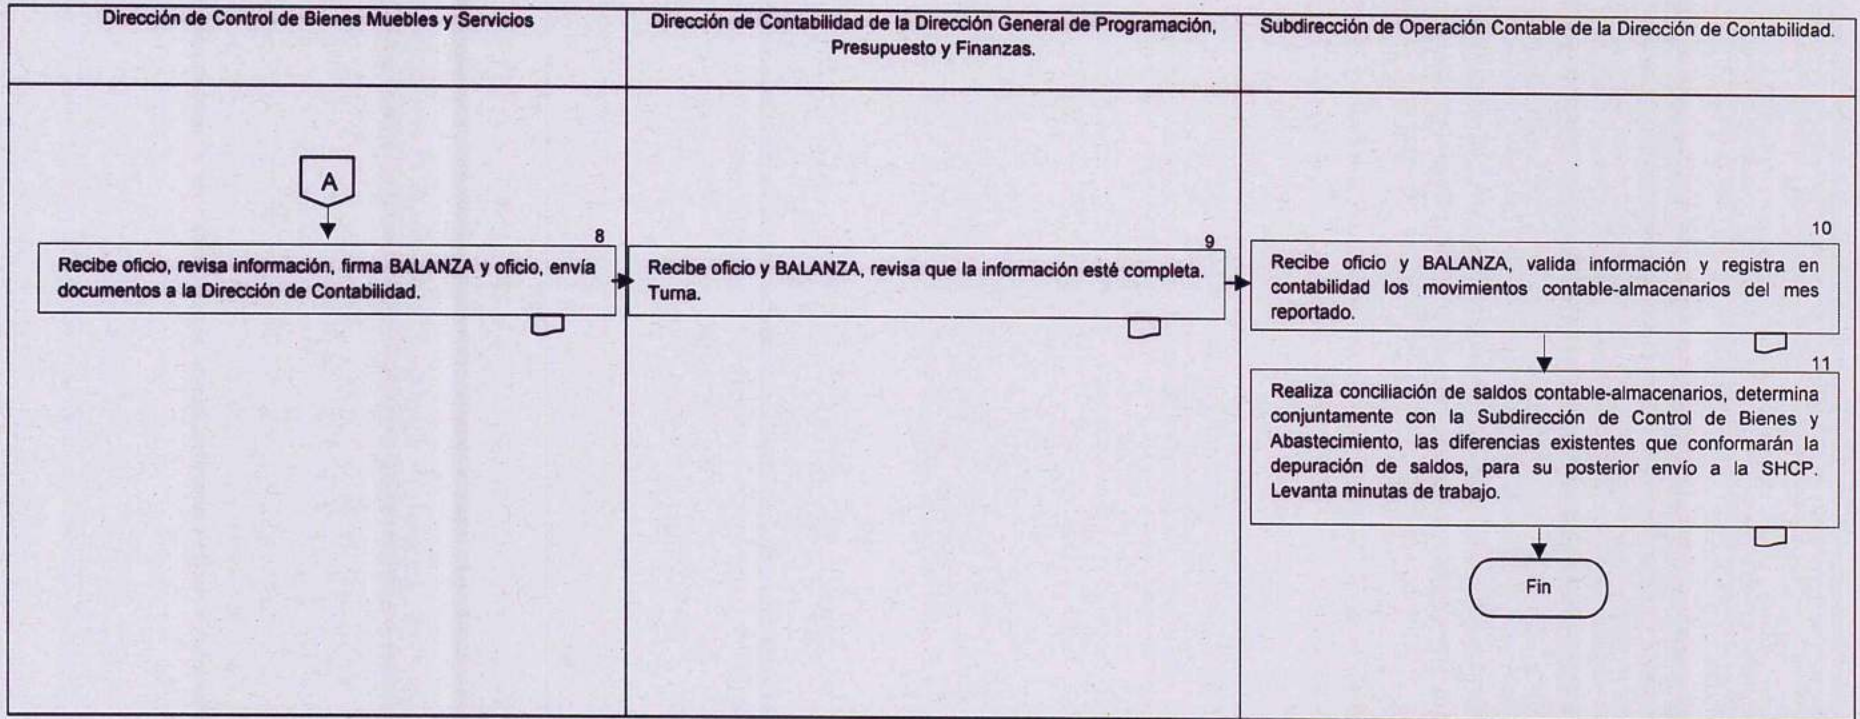 Dirección de Control de Bienes Muebles y Servicios
Dirección de Contabilidad de la Dirección General de Programación,
Presupuesto y Finanzas.
Subdirección de Operación Contable de la Dirección de Contabilidad.
A
8
Recibe oficio, revisa información, firma BALANZA y oficio, envía
documentos a la Dirección de Contabilidad.
9
Recibe oficio y BALANZA, revisa que la información esté completa.
Turna.
10
Recibe oficio y BALANZA, valida información y registra en
contabilidad los movimientos contable-almacenarios del mes
reportado.
11
Realiza conciliación de saldos contable-almacenarios, determina
conjuntamente con la Subdirección de Control de Bienes y
Abastecimiento, las diferencias existentes que conformarán la
depuración de saldos, para su posterior envío a la SHCP.
Levanta minutas de trabajo.
Fin